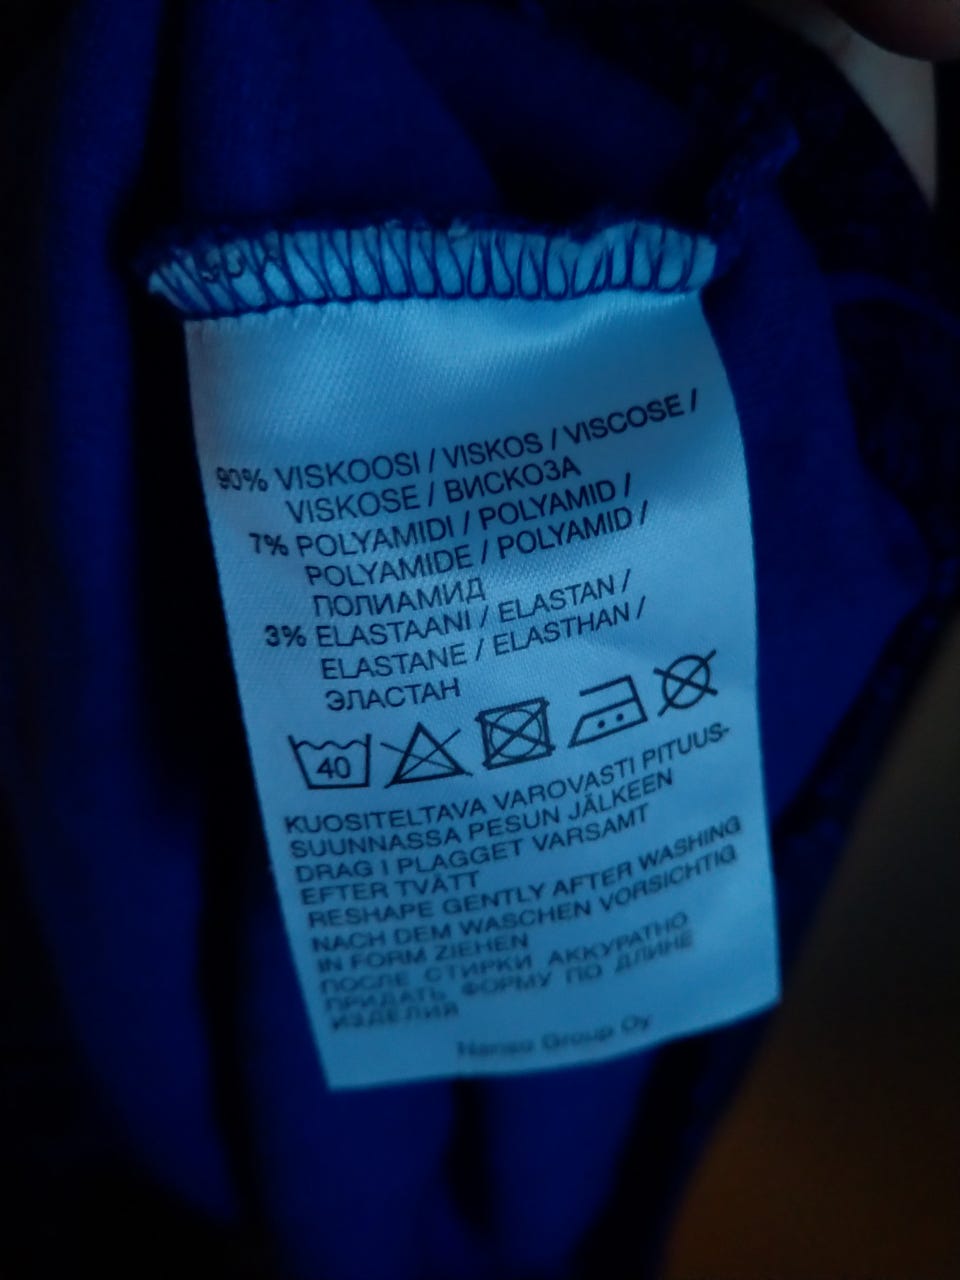 90% VISKOOSI / VISKOS / VISCOSE /
VISKOSE / ВИСКОЗА
7% POLYAMIDI / POLYAMID /
POLYAMIDE / POLYAMID /
ПОЛИАМИД
3% ELASTAANI / ELASTAN /
ELASTANE / ELASTHAN /
ЭЛАСТАН
40
KUOSITELTAVA VAROVASTI PITUUS-
SUUNNASSA PESUN JÄLKEEN
DRAG I PLAGGET VARSAMT
EFTER TVÄTT
RESHAPE GENTLY AFTER WASHING
NACH DEM WASCHEN VORSICHTIG
IN FORM ZIEHEN
ПОСЛЕ СТИРКИ АККУРАТНО
ПРИДАТЬ ФОРМУ ПО ДЛИНЕ
ИЗДЕЛИЯ
Nanso Group Oy